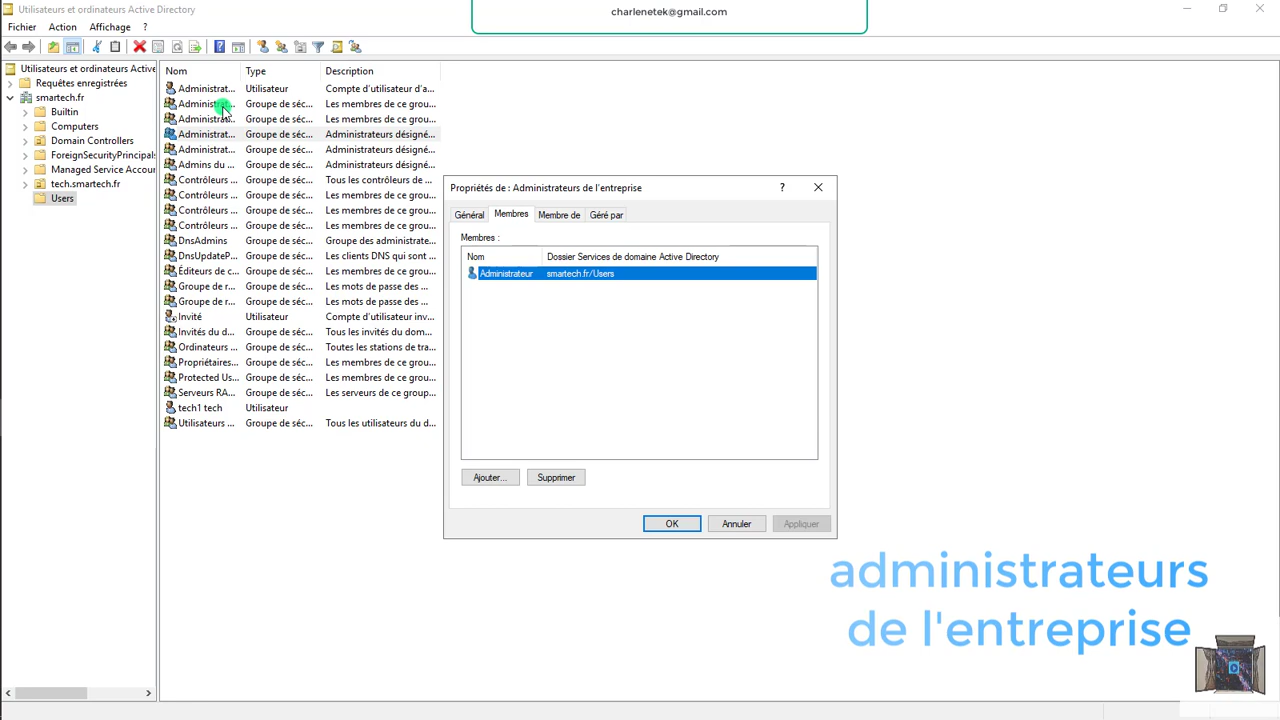 Utilisateurs et ordinateurs Active Directory
charlenetek@gmail.com
Fichier Action Affichage ?
Utilisateurs et ordinateurs Active
Requêtes enregistrées
smartech.fr
Builtin
Computers
Domain Controllers
ForeignSecurityPrincipals
Managed Service Accoun
tech.smartech.fr
Users
Nom Type Description
Administrat... Utilisateur Compte d'utilisateur d'a...
Administrat... Groupe de séc... Les membres de ce grou...
Administrat... Groupe de séc... Les membres de ce grou...
Administrat... Groupe de séc... Administrateurs désigné...
Administrat... Groupe de séc... Administrateurs désigné...
Admins du ... Groupe de séc... Administrateurs désigné...
Contrôleurs ... Groupe de séc... Tous les contrôleurs de ...
Contrôleurs ... Groupe de séc... Les membres de ce grou...
Contrôleurs ... Groupe de séc... Les membres de ce grou...
Contrôleurs ... Groupe de séc... Les membres de ce grou...
DnsAdmins Groupe de séc... Groupe des administrate...
DnsUpdateP... Groupe de séc... Les clients DNS qui sont ...
Éditeurs de c... Groupe de séc... Les membres de ce grou...
Groupe de r... Groupe de séc... Les mots de passe des ...
Groupe de r... Groupe de séc... Les mots de passe des ...
Invité Utilisateur Compte d'utilisateur inv...
Invités du d... Groupe de séc... Tous les invités du dom...
Ordinateurs ... Groupe de séc... Toutes les stations de tra...
Propriétaires... Groupe de séc... Les membres de ce grou...
Protected Us... Groupe de séc... Les membres de ce grou...
Serveurs RA... Groupe de séc... Les serveurs de ce group...
tech1 tech Utilisateur
Utilisateurs ... Groupe de séc... Tous les utilisateurs du d...
Propriétés de : Administrateurs de l'entreprise ?
Général Membres Membre de Géré par
Membres :
Nom Dossier Services de domaine Active Directory
Administrateur smartech.fr/Users
Ajouter... Supprimer
OK Annuler Appliquer
administrateurs
de l'entreprise